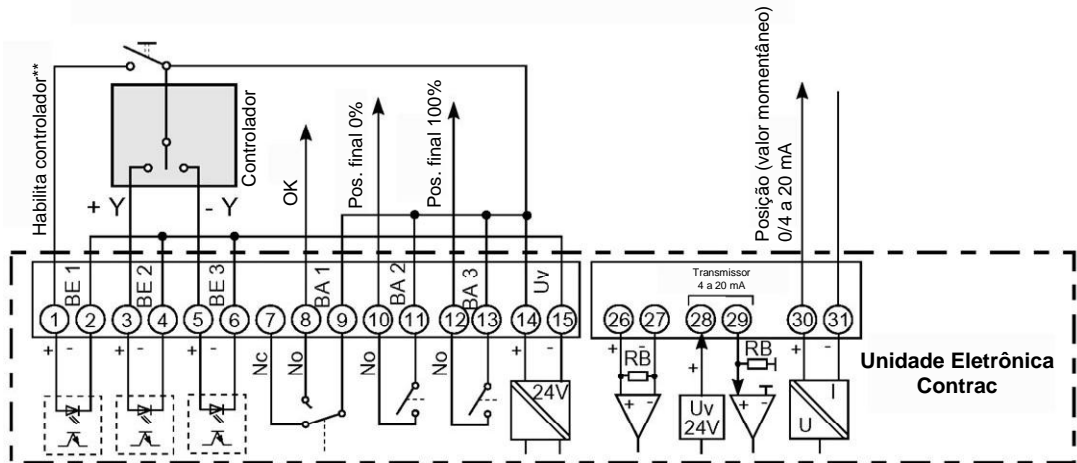 Habilita controlador**
Controlador
+ Y
- Y
OK
Pos. final 0%
Pos. final 100%
Posição (valor momentâneo)
0/4 a 20 mA
BE 1
BE 2
BE 3
BA 1
BA 2
BA 3
Uv
Transmissor
4 a 20 mA
1 2 3 4 5 6 7 8 9 10 11 12 13 14 15
26 27 28 29 30 31
+ - + - + -
Nc
No
No
No
+ -
24V
+ -
RB
+ -
+
Uv
24V
RB
+ -
+ -
I
U
Unidade Eletrônica
Contrac